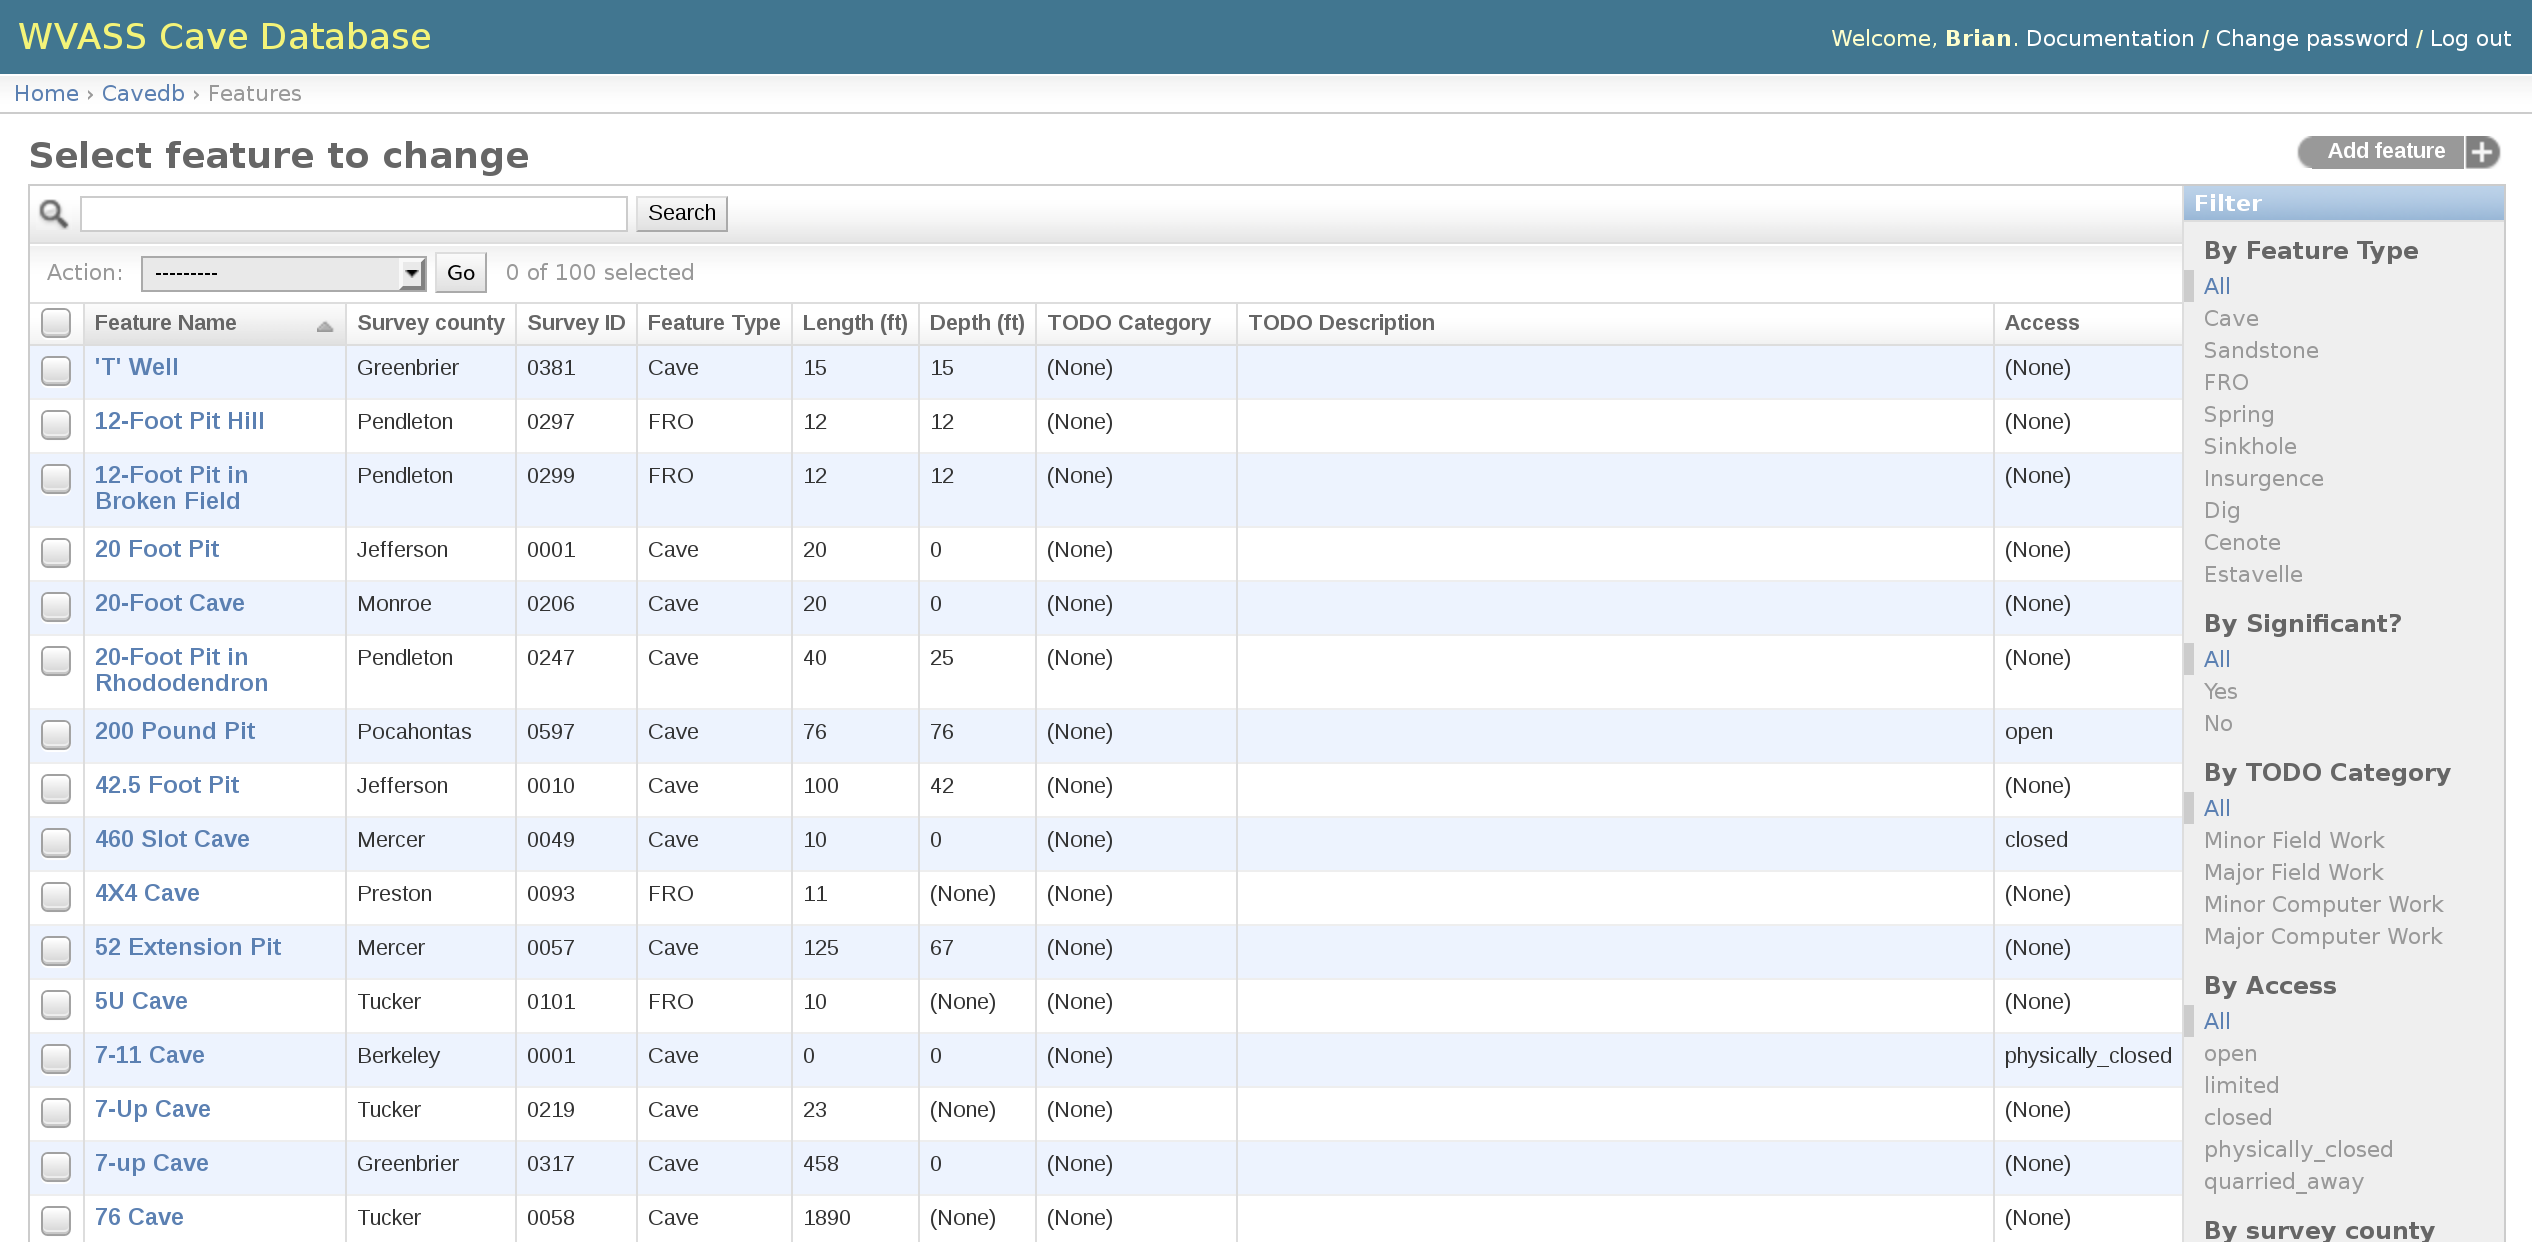 WVASS Cave Database
Welcome, Brian. Documentation / Change password / Log out
Home › Cavedb › Features
Select feature to change
Add feature
Search
Action: --------- Go 0 of 100 selected
Feature Name Survey county Survey ID Feature Type Length (ft) Depth (ft) TODO Category TODO Description Access
'T' Well Greenbrier 0381 Cave 15 15 (None) (None)
12-Foot Pit Hill Pendleton 0297 FRO 12 12 (None) (None)
12-Foot Pit in Pendleton 0299 FRO 12 12 (None) (None)
Broken Field
20 Foot Pit Jefferson 0001 Cave 20 0 (None) (None)
20-Foot Cave Monroe 0206 Cave 20 0 (None) (None)
20-Foot Pit in Pendleton 0247 Cave 40 25 (None) (None)
Rhododendron
200 Pound Pit Pocahontas 0597 Cave 76 76 (None) open
42.5 Foot Pit Jefferson 0010 Cave 100 42 (None) (None)
460 Slot Cave Mercer 0049 Cave 10 0 (None) closed
4X4 Cave Preston 0093 FRO 11 (None) (None) (None)
52 Extension Pit Mercer 0057 Cave 125 67 (None) (None)
5U Cave Tucker 0101 FRO 10 (None) (None) (None)
7-11 Cave Berkeley 0001 Cave 0 0 (None) physically_closed
7-Up Cave Tucker 0219 Cave 23 (None) (None) (None)
7-up Cave Greenbrier 0317 Cave 458 0 (None) (None)
76 Cave Tucker 0058 Cave 1890 (None) (None) (None)
Filter
By Feature Type
All
Cave
Sandstone
FRO
Spring
Sinkhole
Insurgence
Dig
Cenote
Estavelle
By Significant?
All
Yes
No
By TODO Category
All
Minor Field Work
Major Field Work
Minor Computer Work
Major Computer Work
By Access
All
open
limited
closed
physically_closed
quarried_away
By survey county